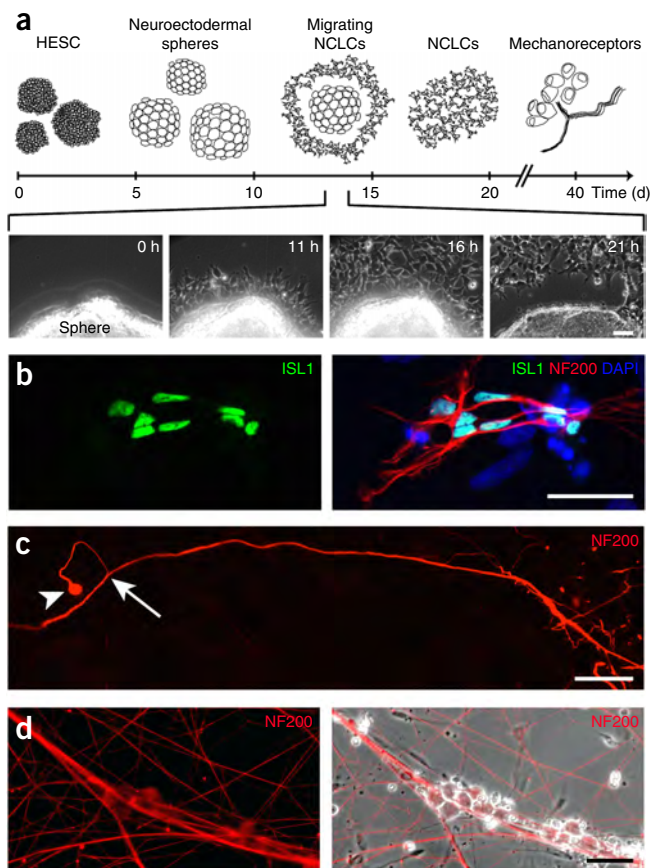 a
HESC
Neuroectodermal
spheres
Migrating
NCLCs
NCLCs
Mechanoreceptors
0 5 10 15 20 40 Time (d)
0 h 11 h 16 h 21 h
Sphere
b
ISL1
ISL1 NF200 DAPI
c
NF200
d
NF200
NF200